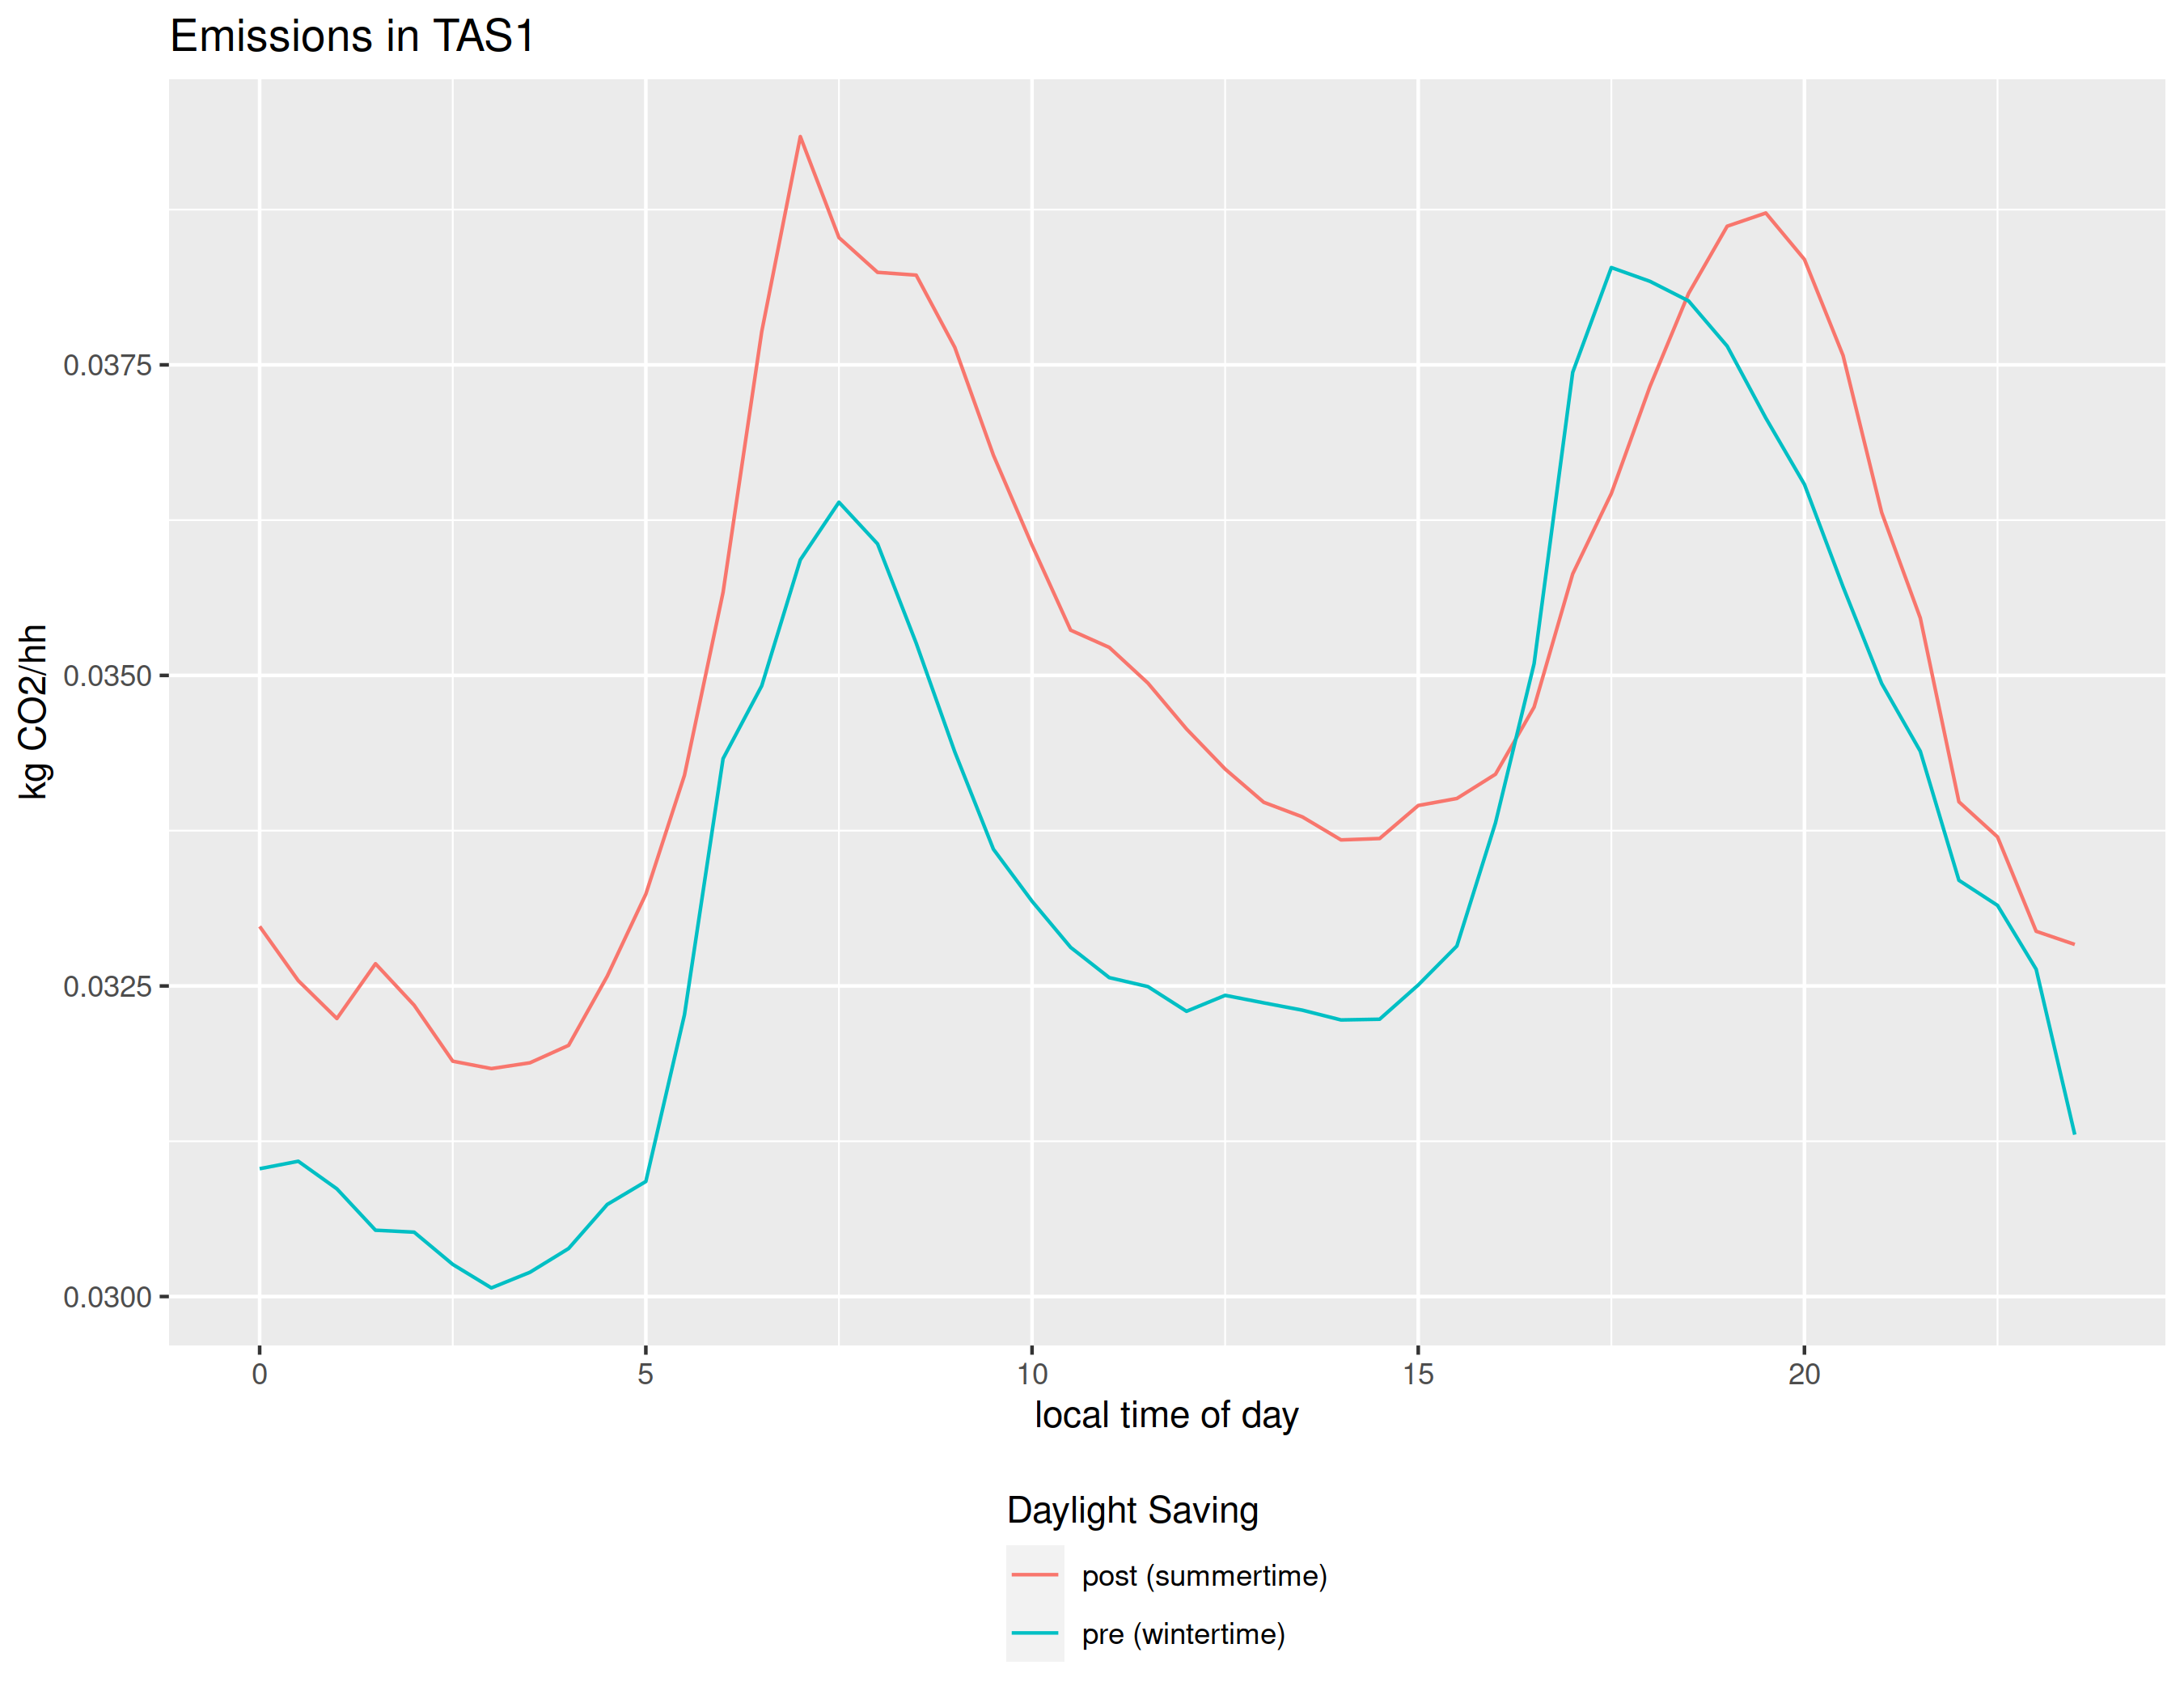 Emissions in TAS1
kg CO2/hh
0.0375
0.0350
0.0325
0.0300
0 5 10 15 20
local time of day
Daylight Saving
post (summertime)
pre (wintertime)